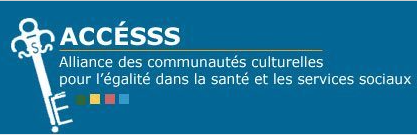 ACCÉSSS
Alliance des communautés culturelles
pour l'égalité dans la santé et les services sociaux